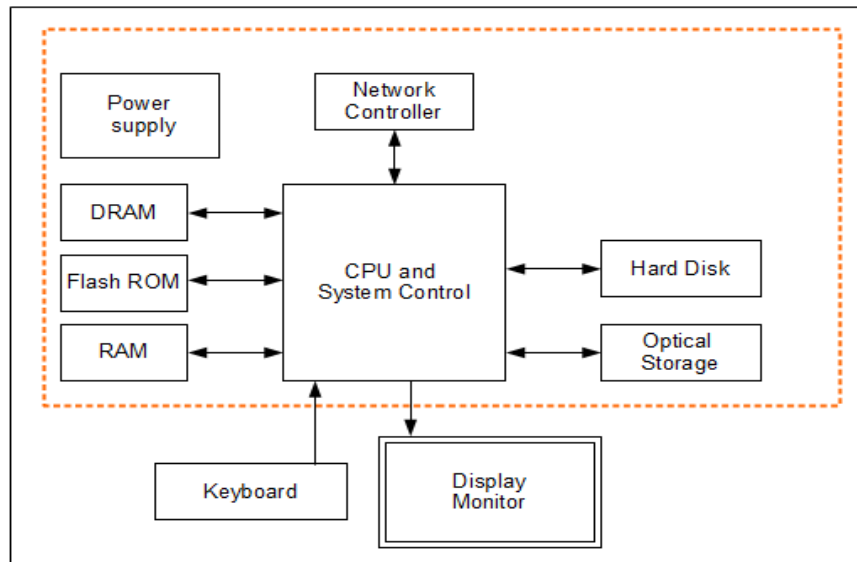 Power
supply
Network
Controller
DRAM
Flash ROM
RAM
CPU and
System Control
Hard Disk
Optical
Storage
Keyboard
Display
Monitor